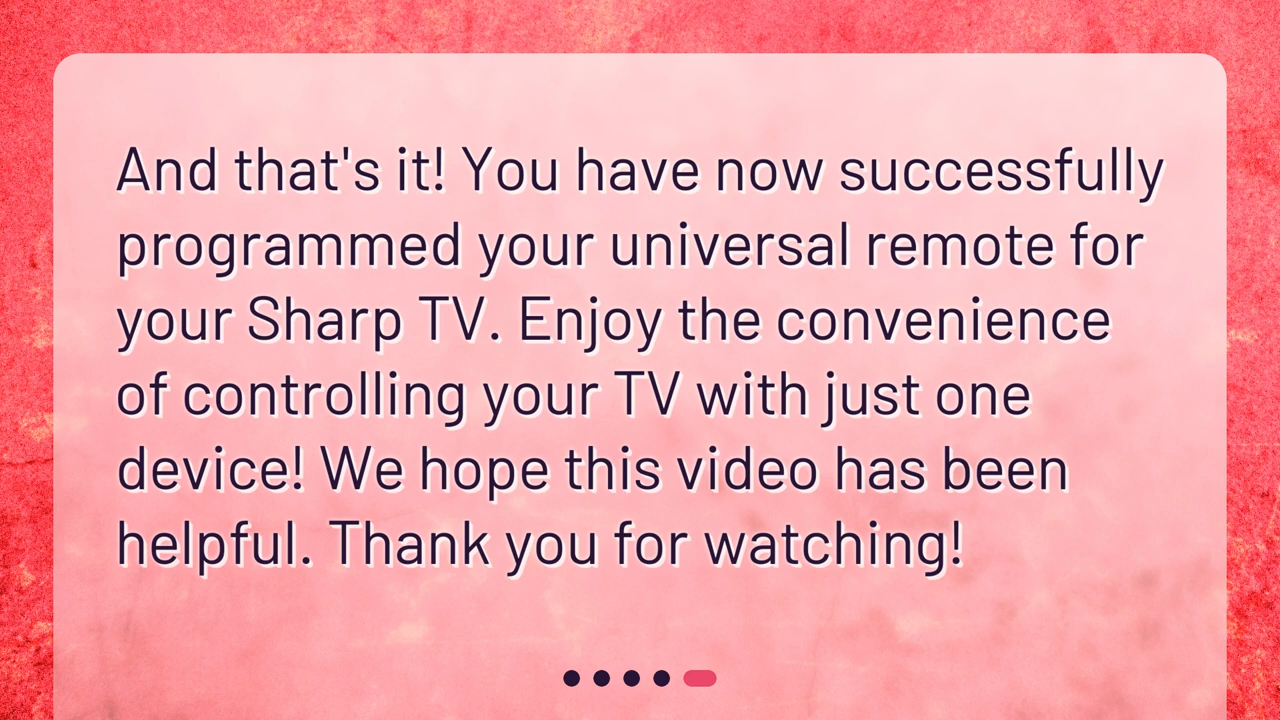 And that's it! You have now successfully
programmed your universal remote for
your Sharp TV. Enjoy the convenience
of controlling your TV with just one
device! We hope this video has been
helpful. Thank you for watching!